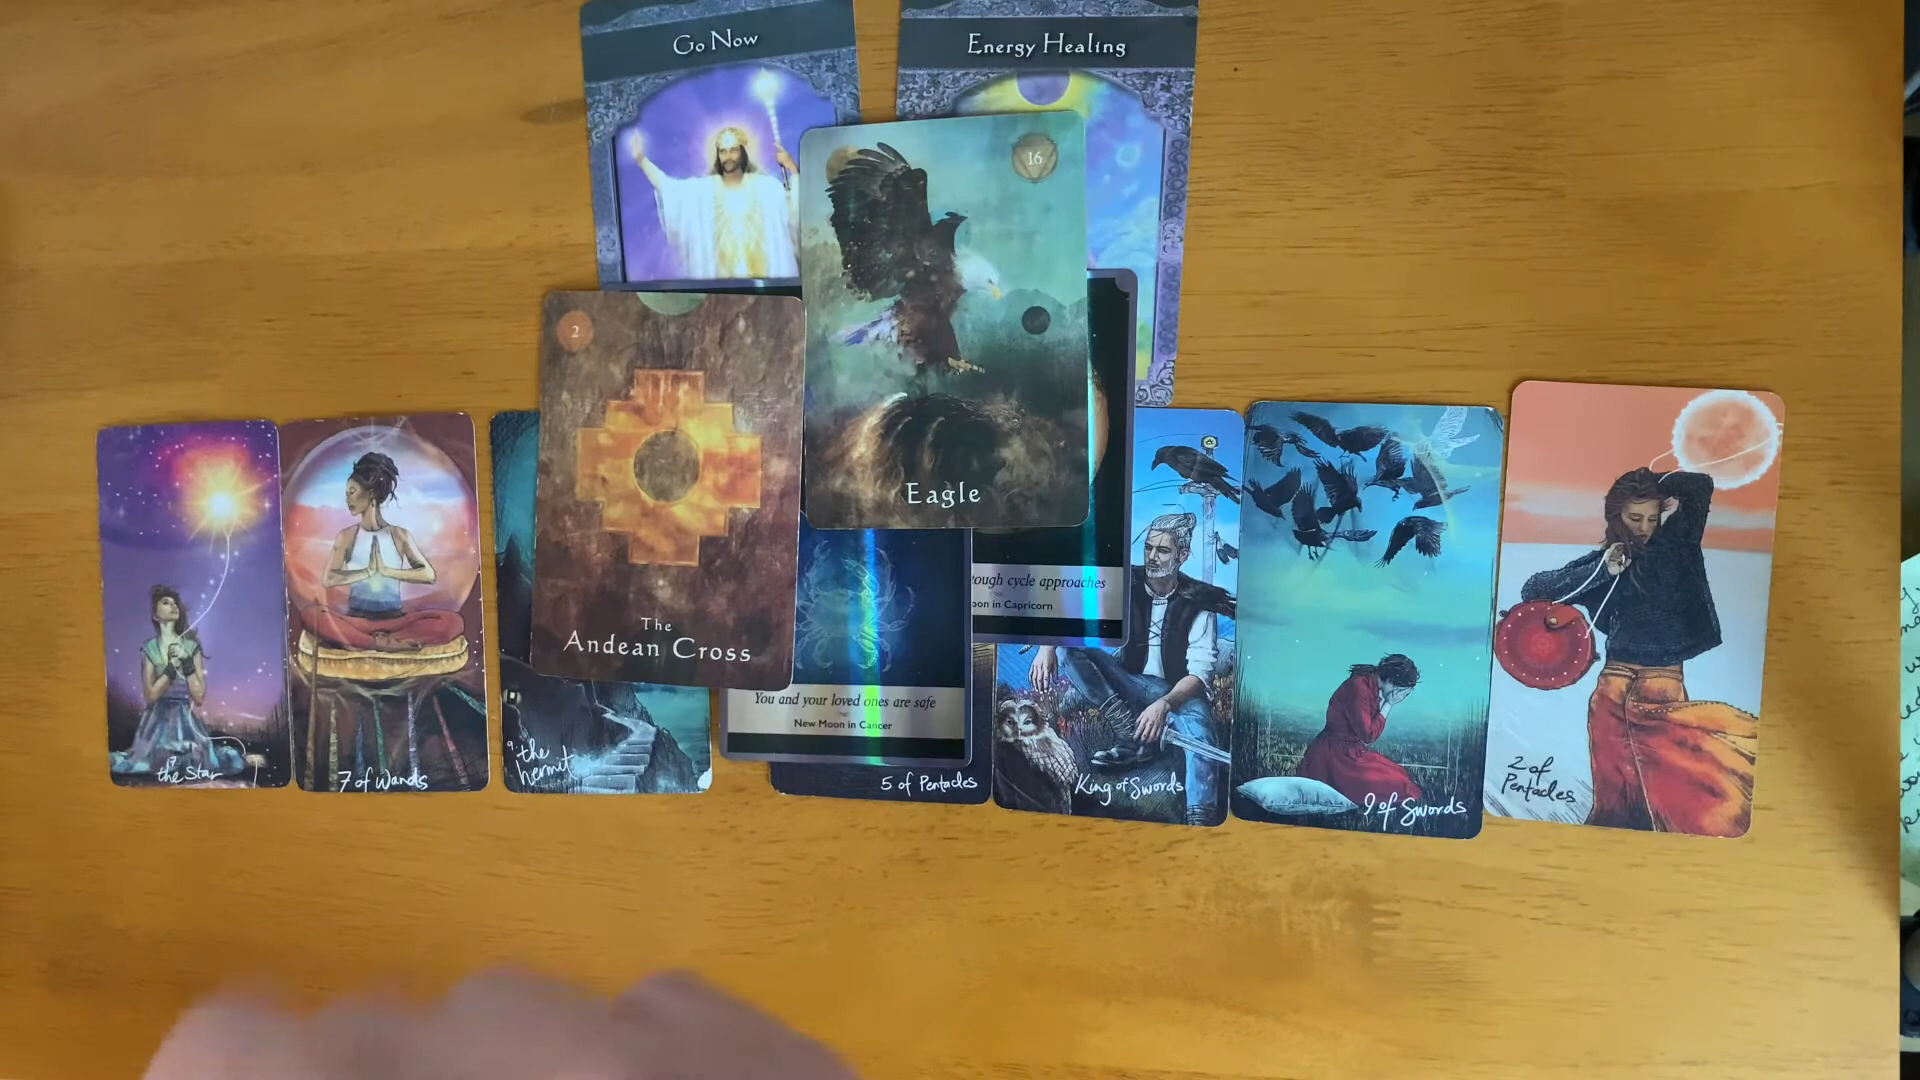 Go Now
Energy Healing
16
2
Eagle
The
Andean Cross
ough cycle approaches
oon in Capricorn
You and your loved ones are safe
New Moon in Cancer
17
the Star
7 of Wands
9
the
hermit
5 of Pentacles
King of Swords
9 of Swords
2 of
Pentacles